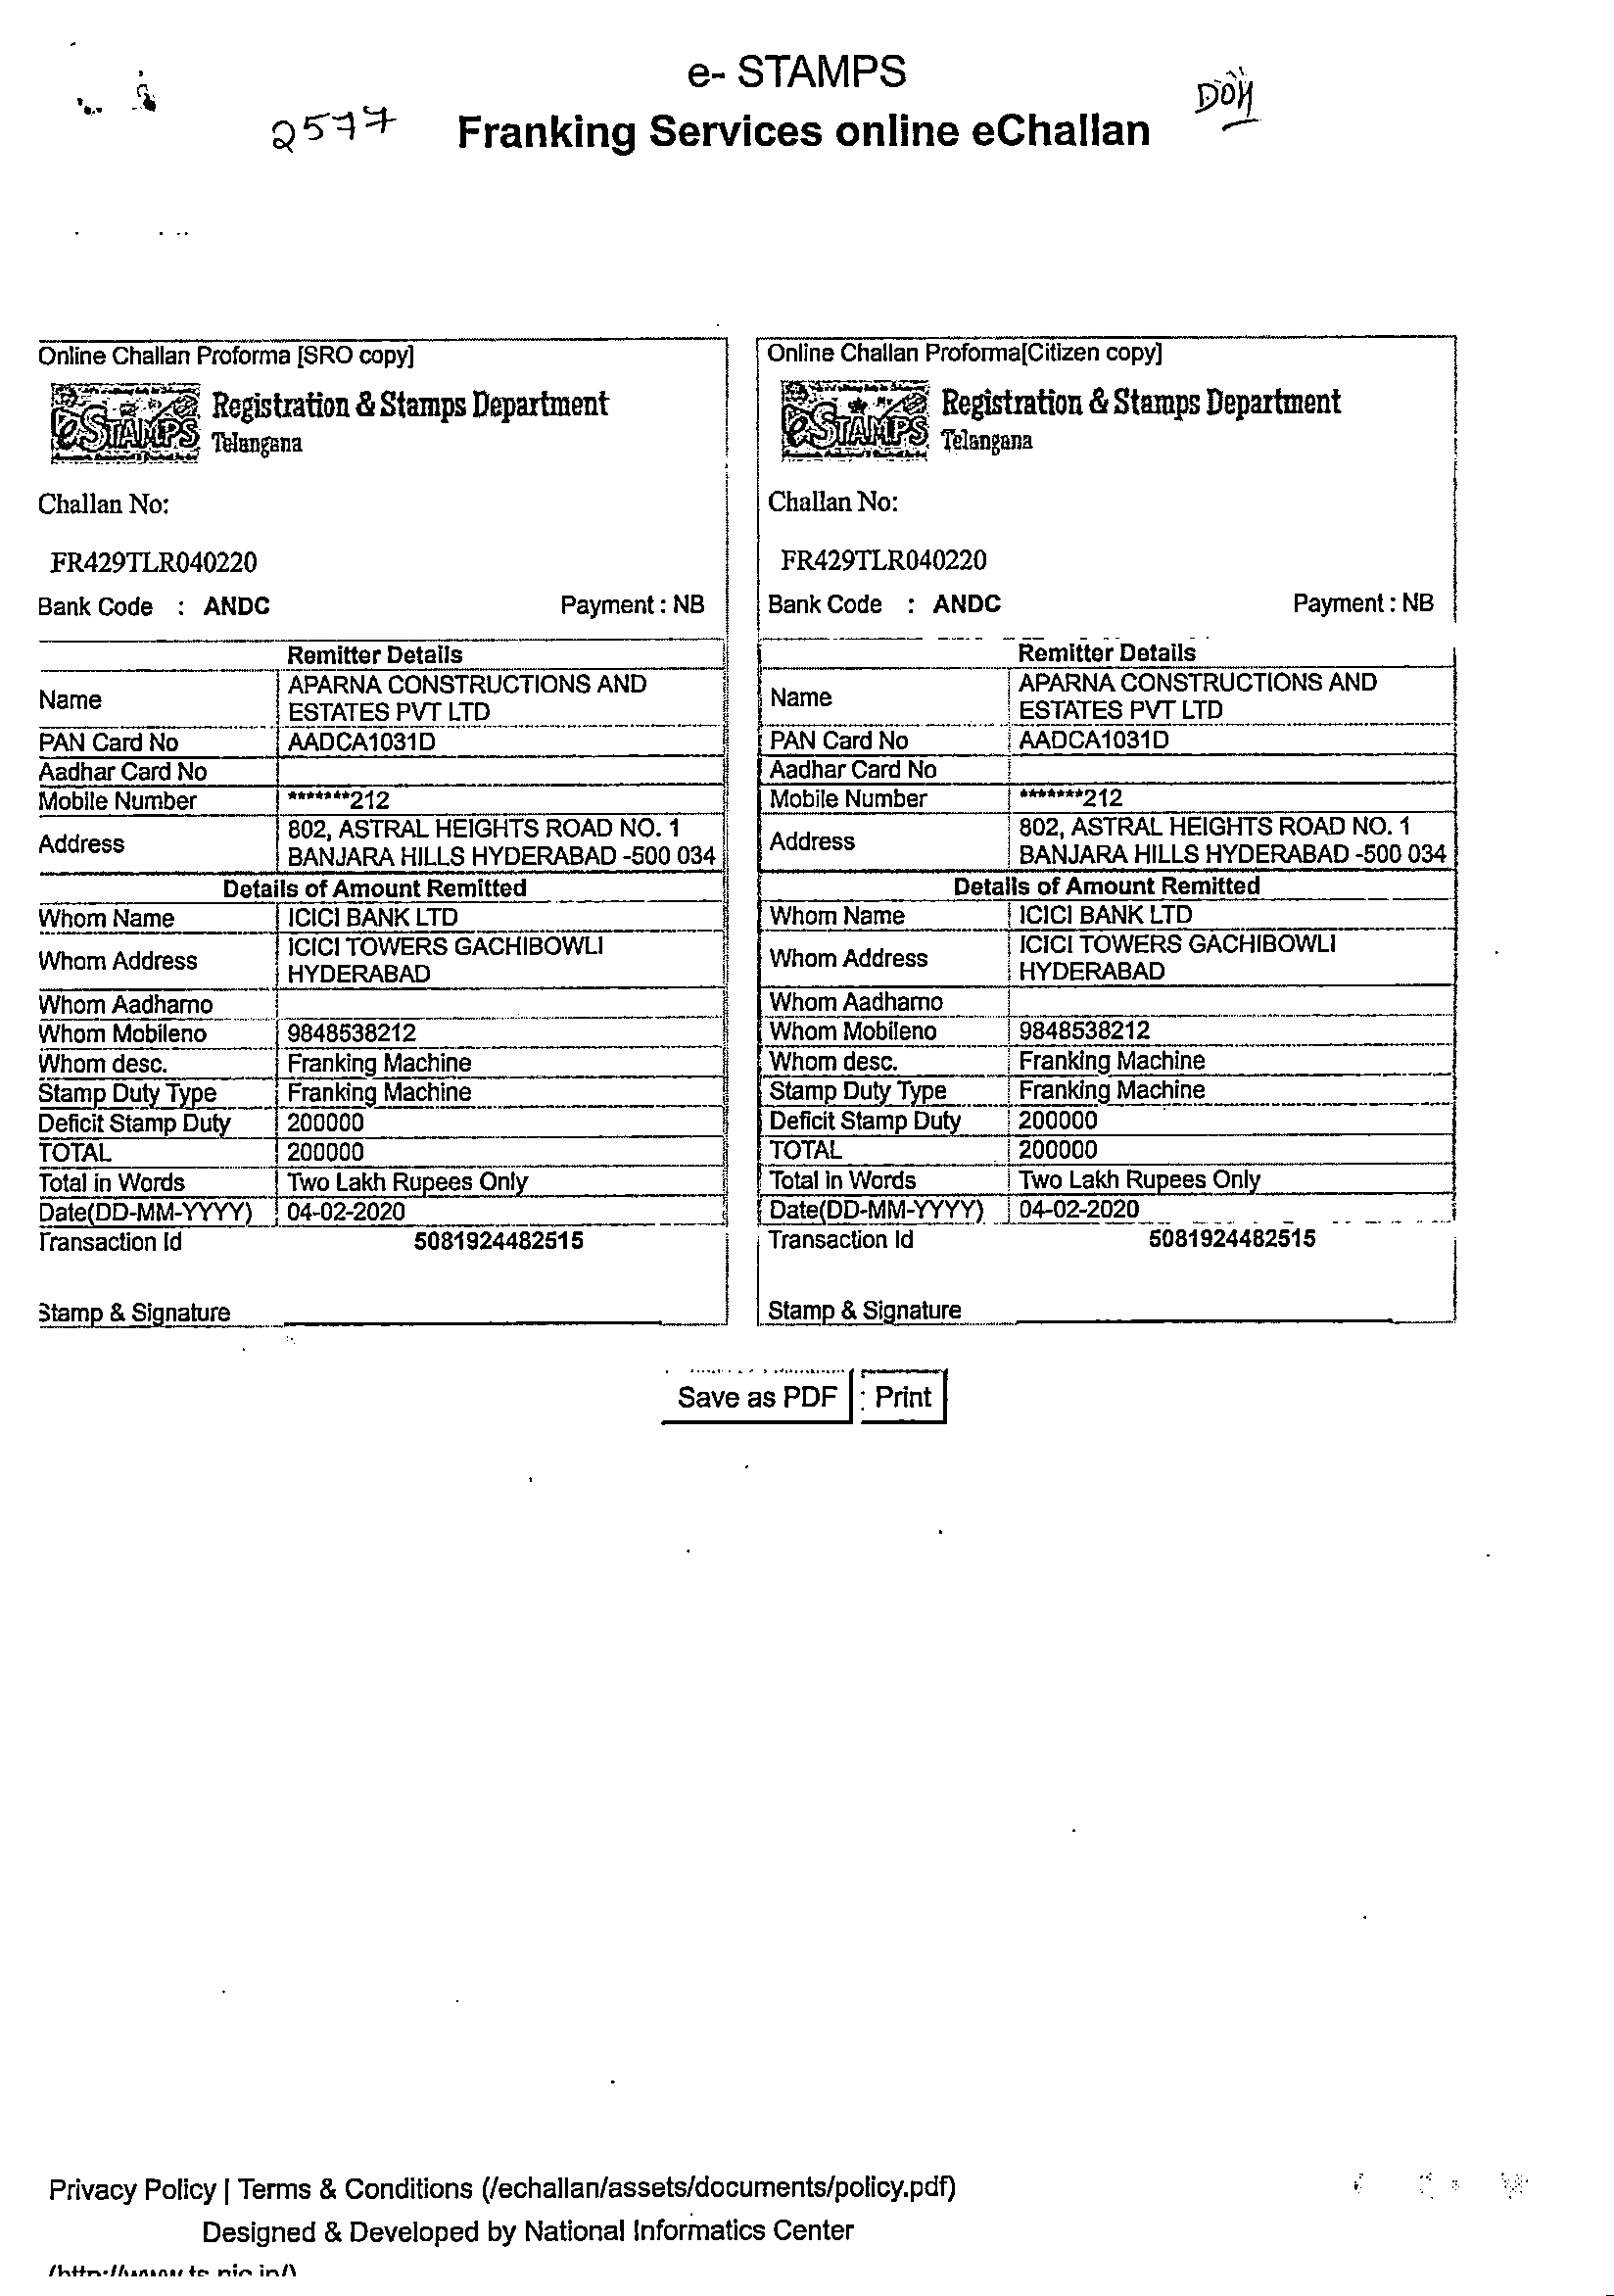 e- STAMPS
2577
Franking Services online eChallan
Online Challan Proforma [SRO copy]
eSTAMPS
Registration & Stamps Department
Telangana
Challan No:
FR429TLR040220
Bank Code : ANDC Payment : NB
Remitter Details
Name APARNA CONSTRUCTIONS AND
ESTATES PVT LTD
PAN Card No AADCA1031D
Aadhar Card No
Mobile Number *******212
Address 802, ASTRAL HEIGHTS ROAD NO. 1
BANJARA HILLS HYDERABAD -500 034
Details of Amount Remitted
Whom Name ICICI BANK LTD
Whom Address ICICI TOWERS GACHIBOWLI
HYDERABAD
Whom Aadharno
Whom Mobileno 9848538212
Whom desc. Franking Machine
Stamp Duty Type Franking Machine
Deficit Stamp Duty 200000
TOTAL 200000
Total in Words Two Lakh Rupees Only
Date(DD-MM-YYYY) 04-02-2020
Transaction Id 5081924482515
Stamp & Signature
Online Challan Proforma[Citizen copy]
eSTAMPS
Registration & Stamps Department
Telangana
Challan No:
FR429TLR040220
Bank Code : ANDC Payment : NB
Remitter Details
Name APARNA CONSTRUCTIONS AND
ESTATES PVT LTD
PAN Card No AADCA1031D
Aadhar Card No
Mobile Number *******212
Address 802, ASTRAL HEIGHTS ROAD NO. 1
BANJARA HILLS HYDERABAD -500 034
Details of Amount Remitted
Whom Name ICICI BANK LTD
Whom Address ICICI TOWERS GACHIBOWLI
HYDERABAD
Whom Aadharno
Whom Mobileno 9848538212
Whom desc. Franking Machine
Stamp Duty Type Franking Machine
Deficit Stamp Duty 200000
TOTAL 200000
Total in Words Two Lakh Rupees Only
Date(DD-MM-YYYY) 04-02-2020
Transaction Id 5081924482515
Stamp & Signature
Save as PDF Print
Privacy Policy | Terms & Conditions (/echallan/assets/documents/policy.pdf)
Designed & Developed by National Informatics Center
(http://www.ts.nic.in/)